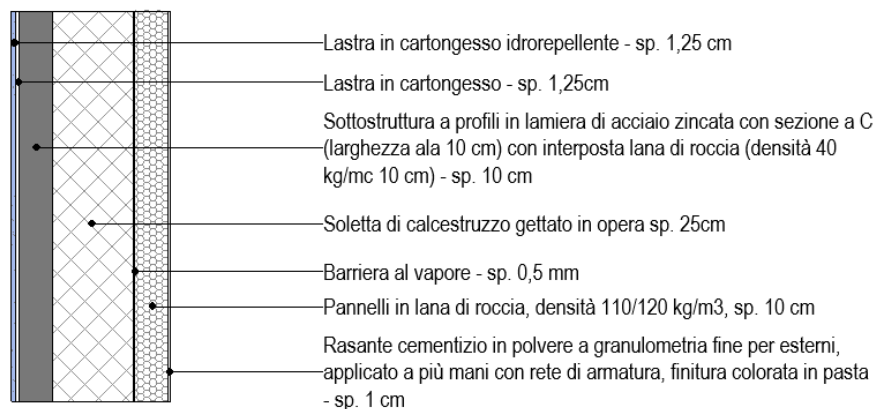 Lastra in cartongesso idrorepellente - sp. 1,25 cm
Lastra in cartongesso - sp. 1,25cm
Sottostruttura a profili in lamiera di acciaio zincata con sezione a C
(larghezza ala 10 cm) con interposta lana di roccia (densità 40
kg/mc 10 cm) - sp. 10 cm
Soletta di calcestruzzo gettato in opera sp. 25cm
Barriera al vapore - sp. 0,5 mm
Pannelli in lana di roccia, densità 110/120 kg/m3, sp. 10 cm
Rasante cementizio in polvere a granulometria fine per esterni,
applicato a più mani con rete di armatura, finitura colorata in pasta
- sp. 1 cm